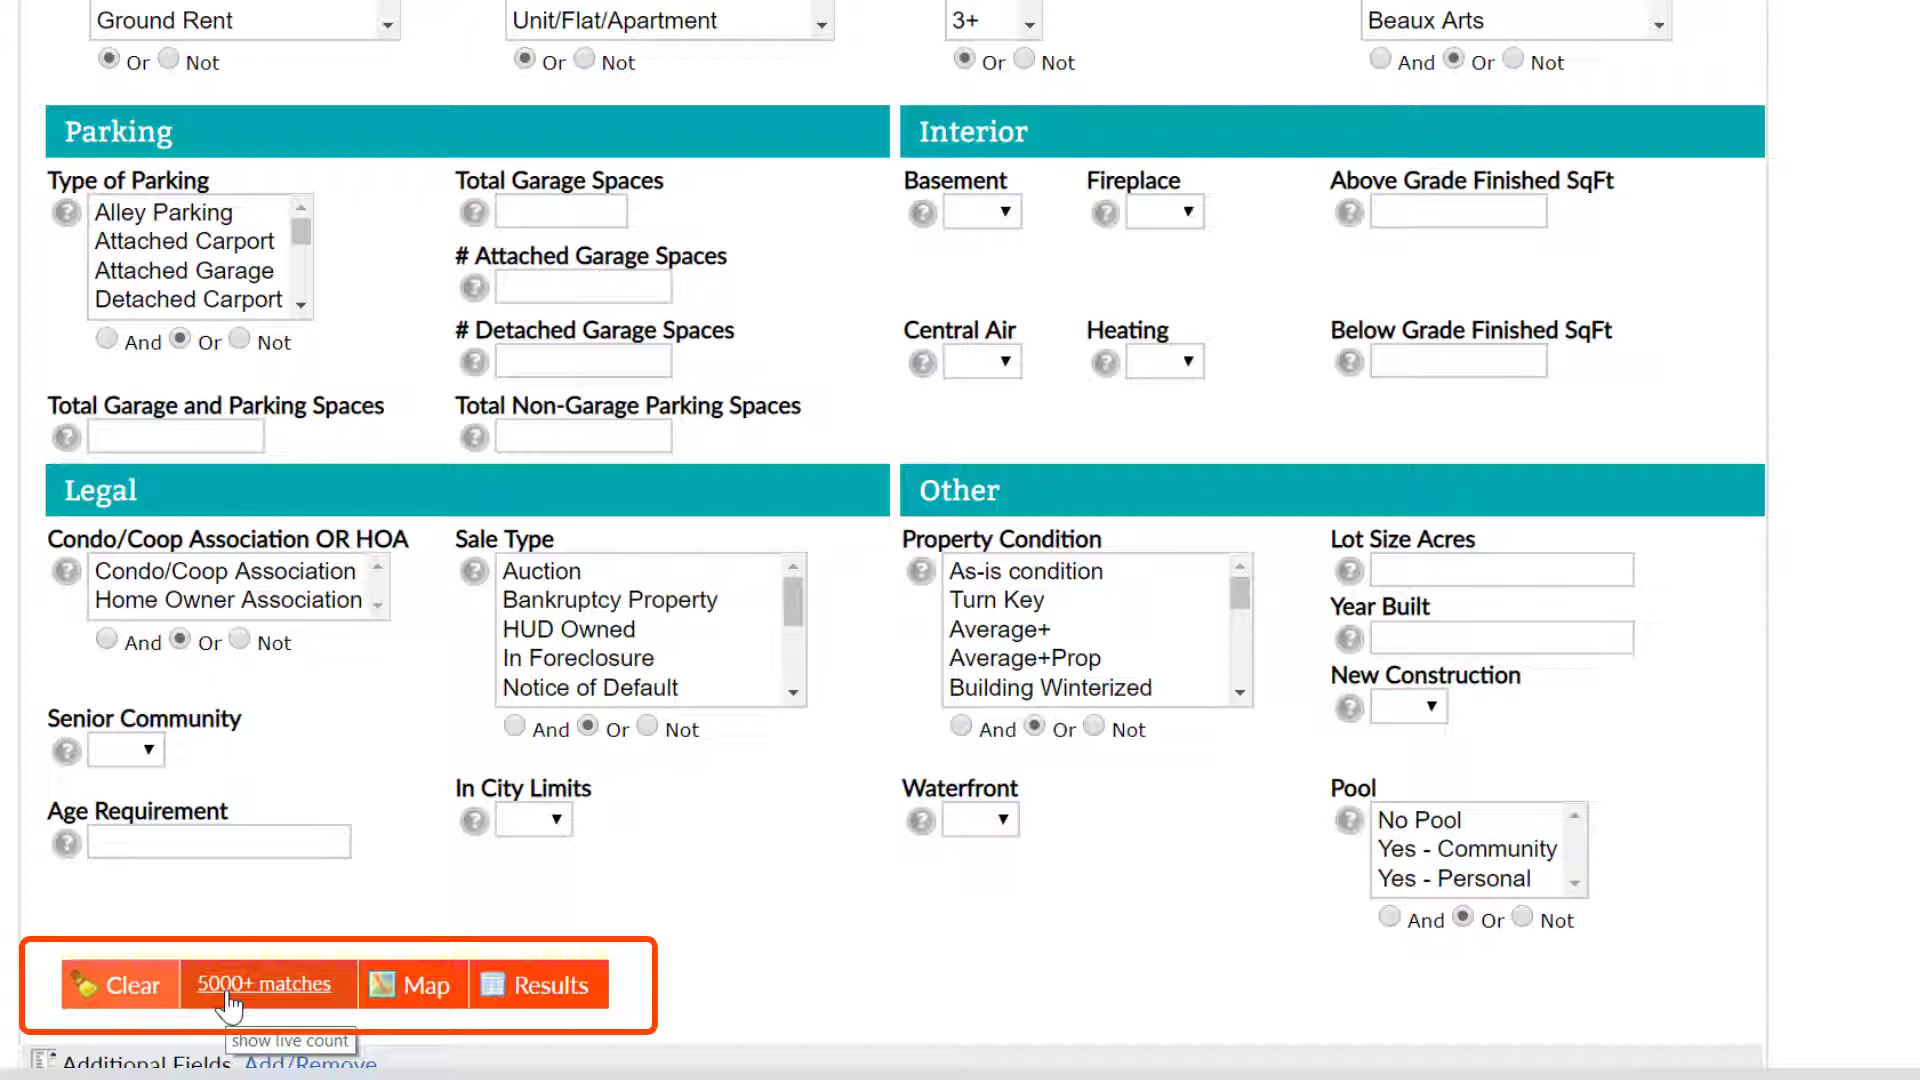 Ground Rent
Unit/Flat/Apartment
3+
Beaux Arts
Or Not
Or Not
Or Not
And Or Not
Parking
Type of Parking
Alley Parking
Attached Carport
Attached Garage
Detached Carport
And Or Not
Total Garage and Parking Spaces
Total Garage Spaces
# Attached Garage Spaces
# Detached Garage Spaces
Total Non-Garage Parking Spaces
Interior
Basement
Fireplace
Above Grade Finished SqFt
Central Air
Heating
Below Grade Finished SqFt
Legal
Condo/Coop Association OR HOA
Condo/Coop Association
Home Owner Association
And Or Not
Senior Community
Age Requirement
Sale Type
Auction
Bankruptcy Property
HUD Owned
In Foreclosure
Notice of Default
And Or Not
In City Limits
Other
Property Condition
As-is condition
Turn Key
Average+
Average+Prop
Building Winterized
And Or Not
Waterfront
Lot Size Acres
Year Built
New Construction
Pool
No Pool
Yes - Community
Yes - Personal
And Or Not
Clear 5000+ matches Map Results
show live count
Additional Fields Add/Remove